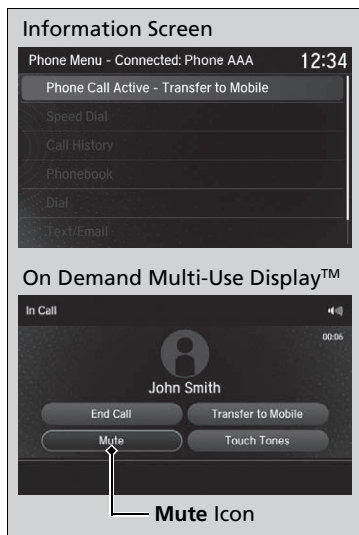 Information Screen
Phone Menu - Connected: Phone AAA 12:34
Phone Call Active - Transfer to Mobile
Speed Dial
Call History
Phonebook
Dial
Text/Email
On Demand Multi-Use Display™
In Call
00:06
John Smith
End Call Transfer to Mobile
Mute Touch Tones
Mute Icon